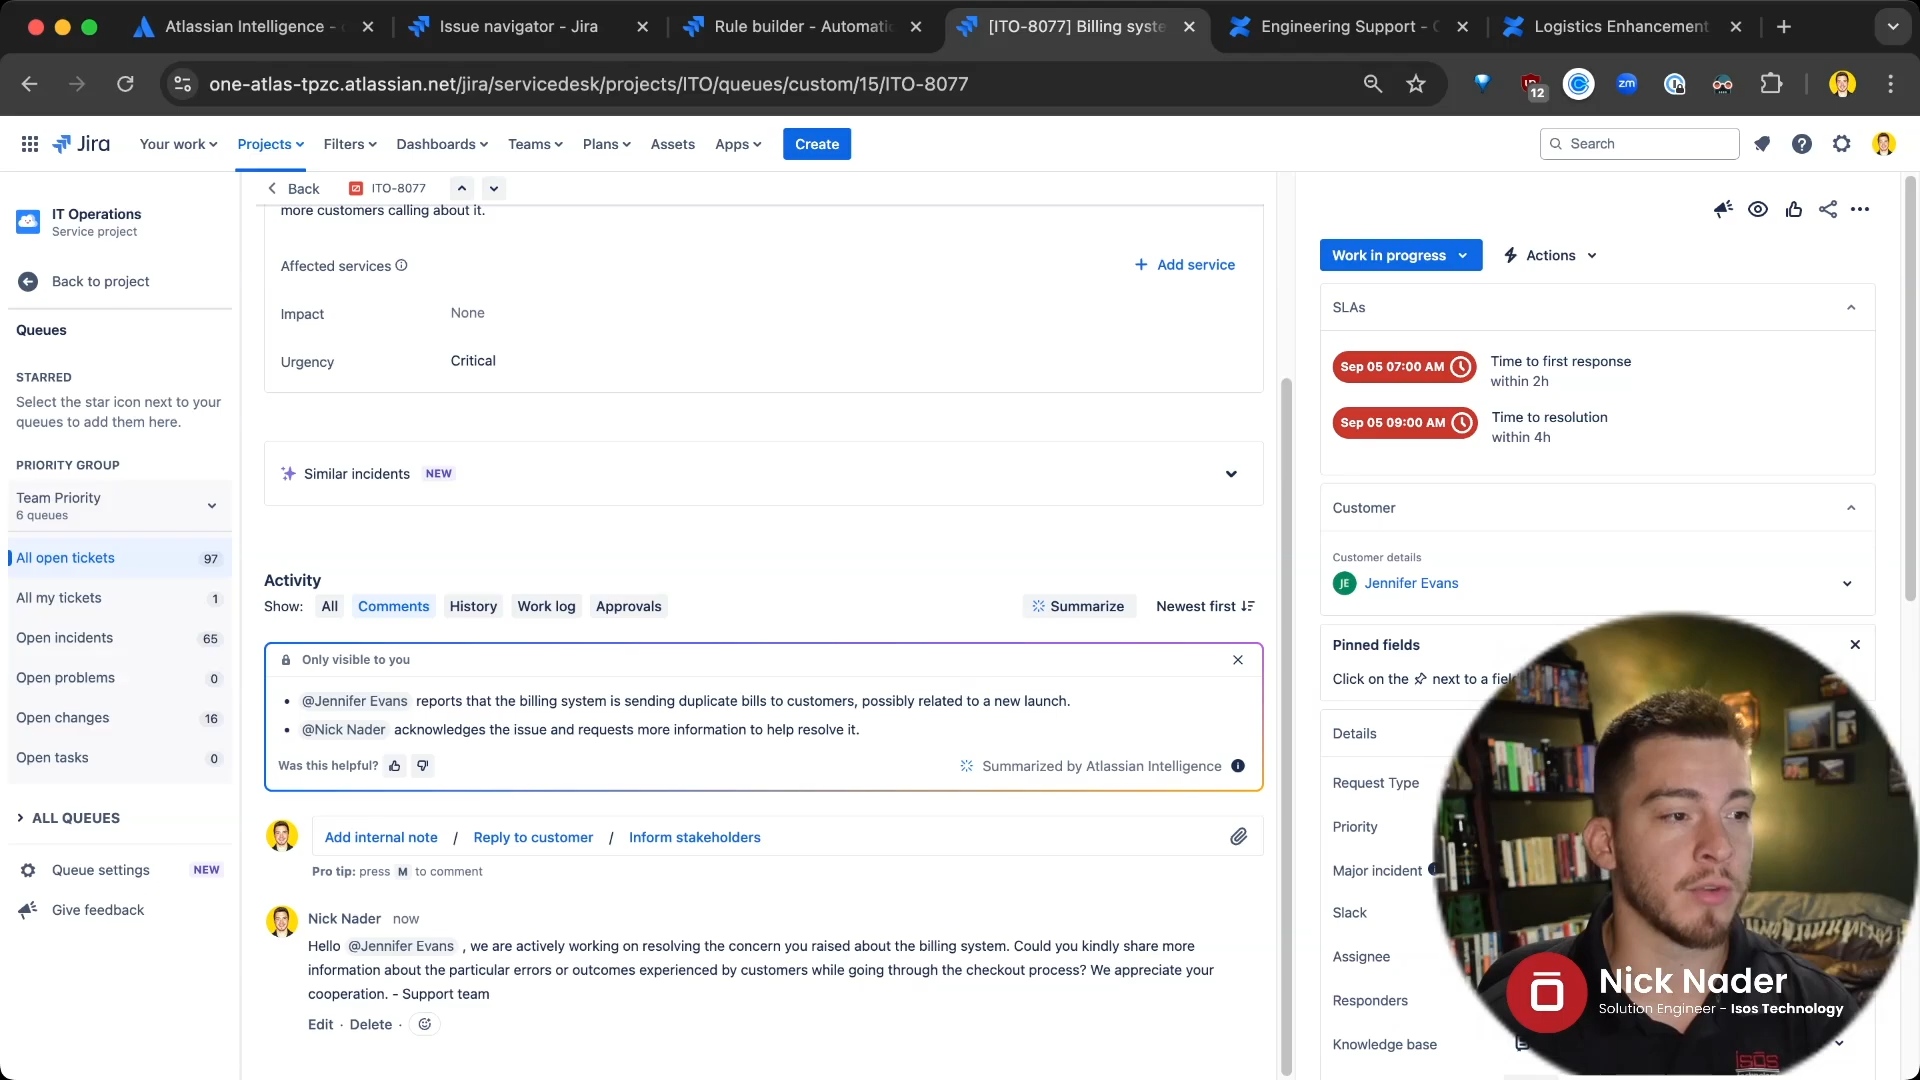 Atlassian Intelligence -
Issue navigator - Jira
Rule builder - Automati
[ITO-8077] Billing syste
Engineering Support - C
Logistics Enhancement
one-atlas-tpzc.atlassian.net/jira/servicedesk/projects/ITO/queues/custom/15/ITO-8077
12
zm
Jira
Your work
Projects
Filters
Dashboards
Teams
Plans
Assets
Apps
Create
Search
IT Operations
Service project
Back to project
Queues
STARRED
Select the star icon next to your
queues to add them here.
PRIORITY GROUP
Team Priority
6 queues
All open tickets 97
All my tickets 1
Open incidents 65
Open problems 0
Open changes 16
Open tasks 0
ALL QUEUES
Queue settings NEW
Give feedback
Back
ITO-8077
more customers calling about it.
Affected services
+ Add service
Impact None
Urgency Critical
Similar incidents NEW
Activity
Show: All Comments History Work log Approvals
Summarize
Newest first
Only visible to you
• @Jennifer Evans reports that the billing system is sending duplicate bills to customers, possibly related to a new launch.
• @Nick Nader acknowledges the issue and requests more information to help resolve it.
Was this helpful?
Summarized by Atlassian Intelligence
Add internal note / Reply to customer / Inform stakeholders
Pro tip: press M to comment
Nick Nader now
Hello @Jennifer Evans , we are actively working on resolving the concern you raised about the billing system. Could you kindly share more
information about the particular errors or outcomes experienced by customers while going through the checkout process? We appreciate your
cooperation. - Support team
Edit · Delete ·
Work in progress
Actions
SLAs
Sep 05 07:00 AM
Time to first response
within 2h
Sep 05 09:00 AM
Time to resolution
within 4h
Customer
Customer details
JE Jennifer Evans
Pinned fields
Click on the next to a fiel
Details
Request Type
Priority
Major incident
Slack
Assignee
Responders
Knowledge base
Nick Nader
Solution Engineer - Isos Technology
isos